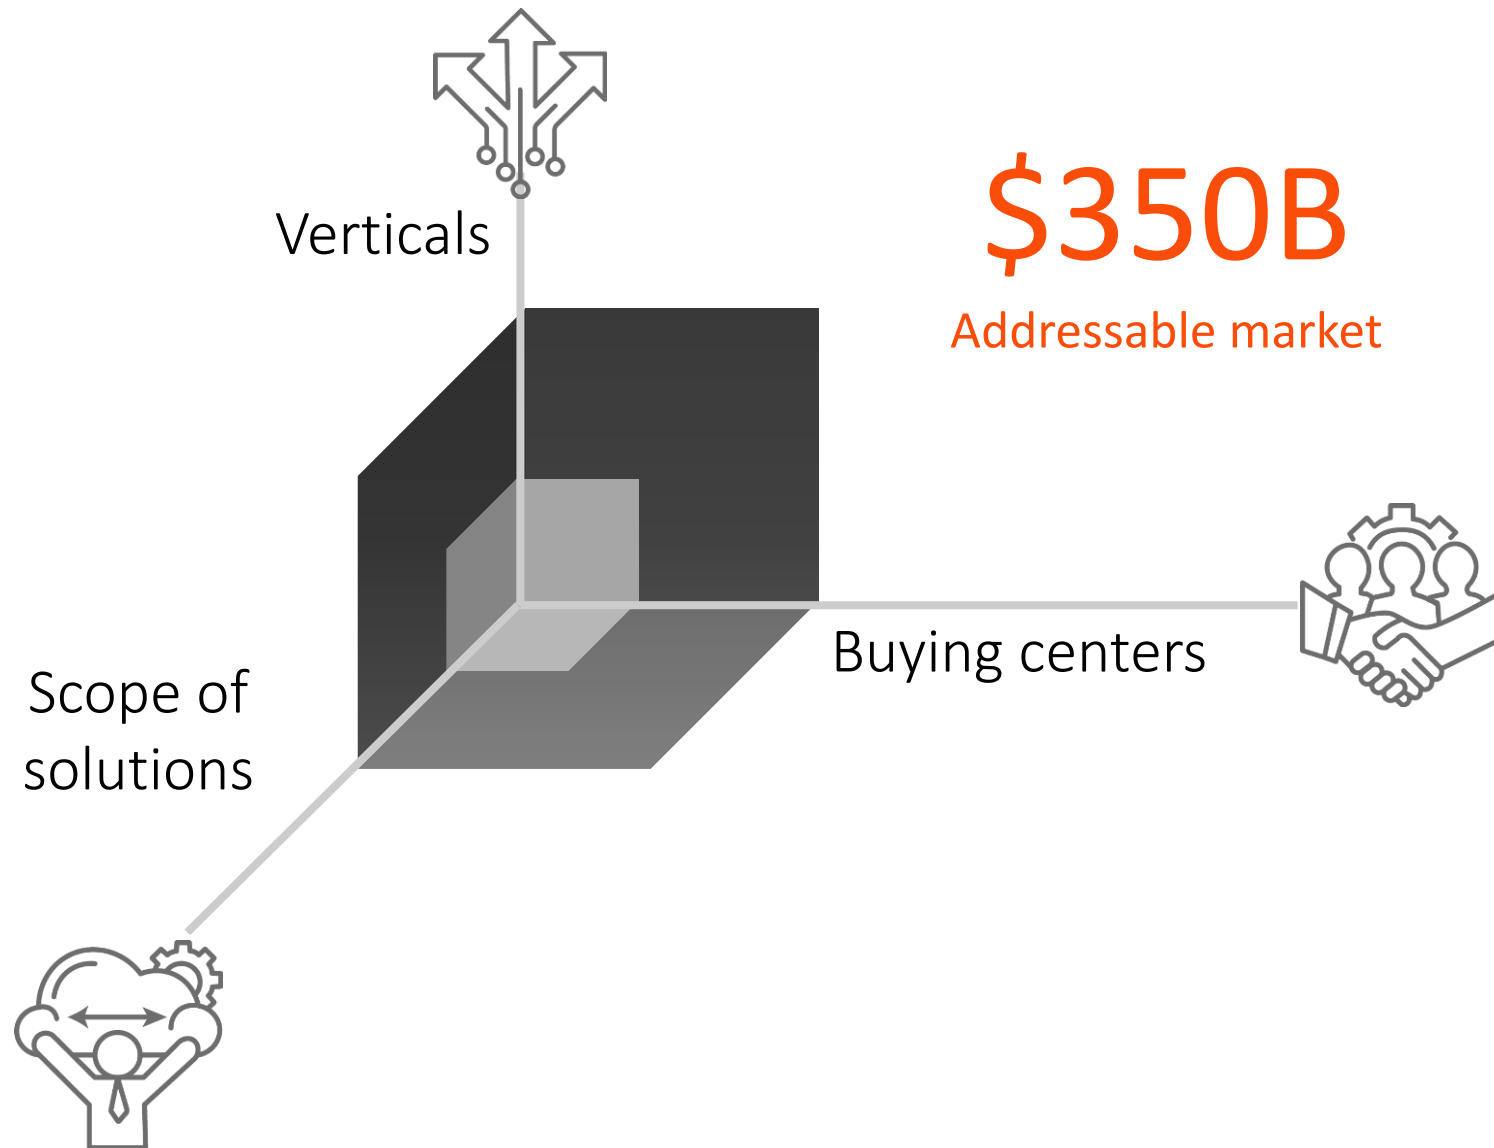 Verticals
$350B
Addressable market
Buying centers
Scope of
solutions